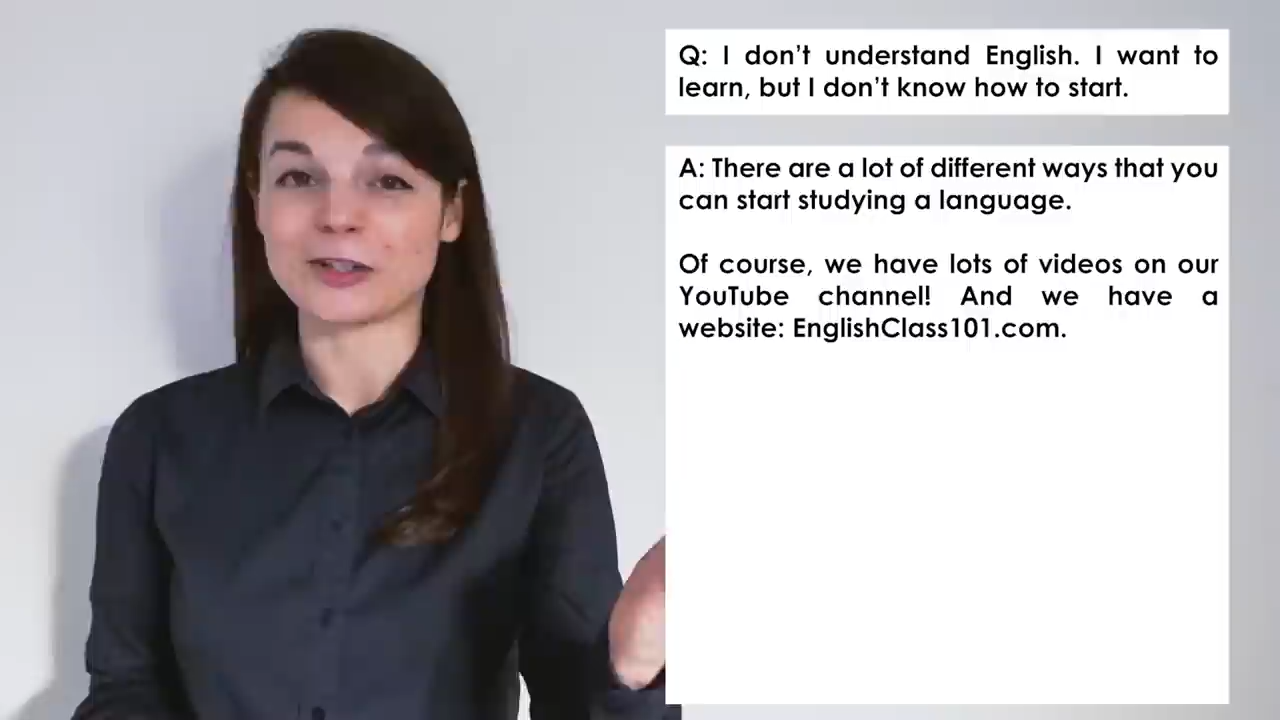 Q: I don’t understand English. I want to
learn, but I don’t know how to start.
A: There are a lot of different ways that you
can start studying a language.
Of course, we have lots of videos on our
YouTube channel! And we have a
website: EnglishClass101.com.